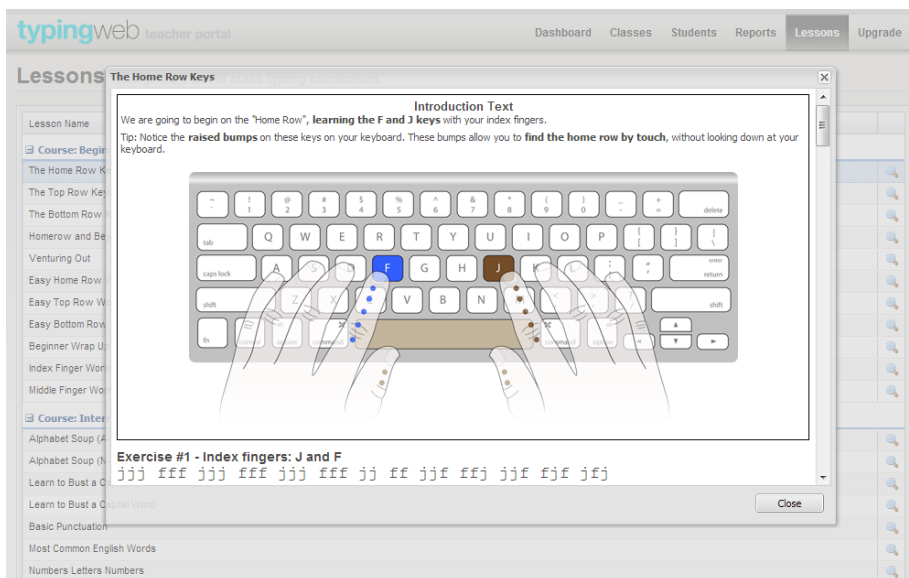 typingweb teacher portal
Dashboard Classes Students Reports Lessons Upgrade
Lessons
The Home Row Keys
Introduction Text
We are going to begin on the "Home Row", learning the F and J keys with your index fingers.
Tip: Notice the raised bumps on these keys on your keyboard. These bumps allow you to find the home row by touch, without looking down at your
keyboard.
~ ! @ # $ % ^ & * ( ) _ +
` 1 2 3 4 5 6 7 8 9 0 - = delete
tab Q W E R T Y U I O P { [ } ] | \
caps lock A S D F G H J K L : ; " ' enter return
shift Z X C V B N M < > ? shift
fn control option command command option
Exercise #1 - Index fingers: J and F
jjj fff jjj fff jjj fff jj ff jjf ffj jjf fjf jfj
Close
Lesson Name
Course: Begin
The Home Row K
The Top Row Key
The Bottom Row
Homerow and Be
Venturing Out
Easy Home Row
Easy Top Row W
Easy Bottom Row
Beginner Wrap U
Index Finger Wor
Middle Finger Wo
Course: Inter
Alphabet Soup (A
Alphabet Soup (N
Learn to Bust a C
Learn to Bust a Capital Word
Basic Punctuation
Most Common English Words
Numbers Letters Numbers